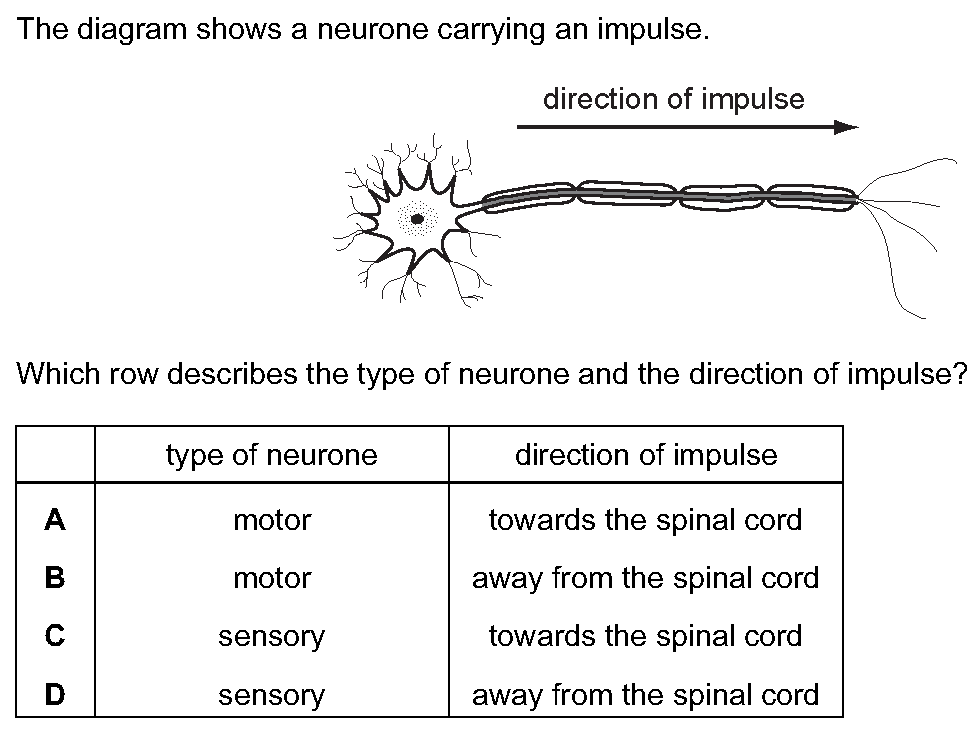 The diagram shows a neurone carrying an impulse.
direction of impulse
Which row describes the type of neurone and the direction of impulse?
type of neurone direction of impulse
A motor towards the spinal cord
B motor away from the spinal cord
C sensory towards the spinal cord
D sensory away from the spinal cord